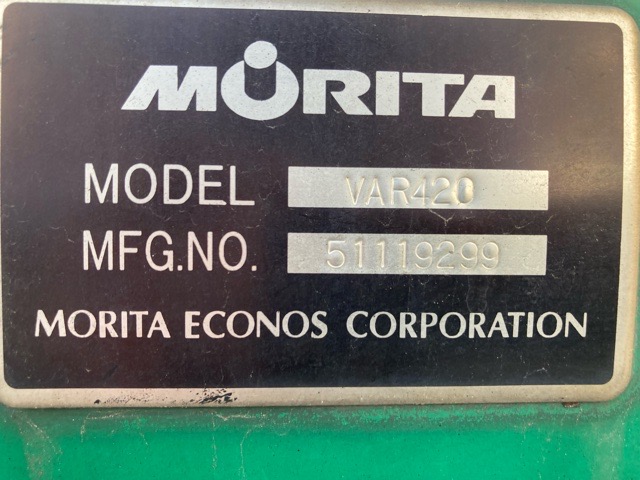 MORITA
MODEL VAR420
MFG.NO. 51119299
MORITA ECONOS CORPORATION